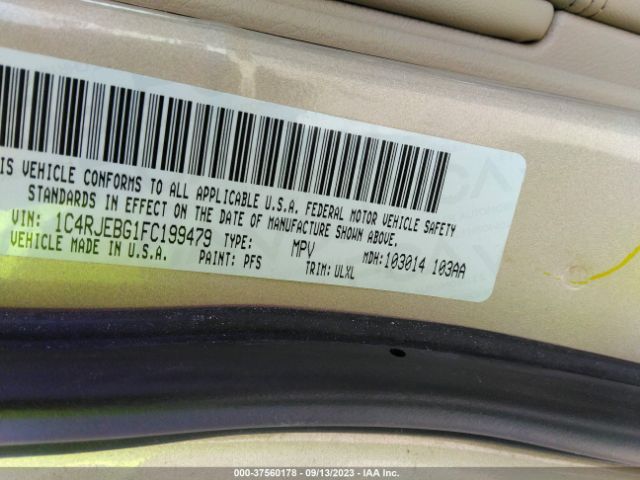 IS VEHICLE CONFORMS TO ALL APPLICABLE U.S.A. FEDERAL MOTOR VEHICLE SAFETY
STANDARDS IN EFFECT ON THE DATE OF MANUFACTURE SHOWN ABOVE.
VIN: 1C4RJEBG1FC199479 TYPE: MPV MDH:103014 103AA
VEHICLE MADE IN U.S.A. PAINT: PFS TRIM:ULXL
000-37560178 - 09/13/2023 - IAA Inc.